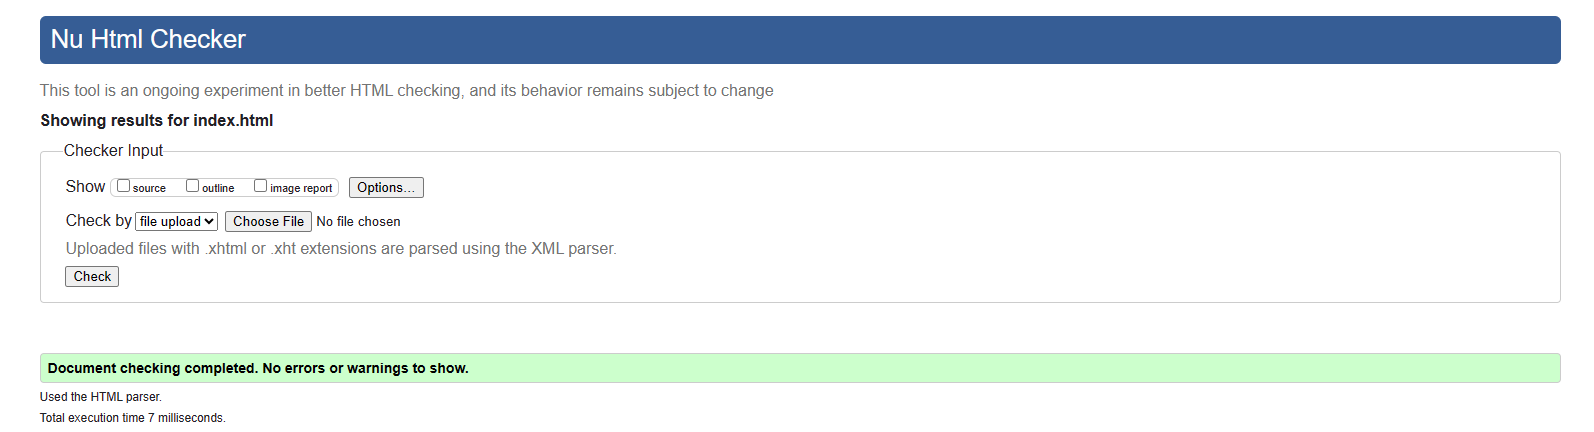 Nu Html Checker
This tool is an ongoing experiment in better HTML checking, and its behavior remains subject to change
Showing results for index.html
Checker Input
Show source outline image report Options...
Check by file upload Choose File No file chosen
Uploaded files with .xhtml or .xht extensions are parsed using the XML parser.
Check
Document checking completed. No errors or warnings to show.
Used the HTML parser.
Total execution time 7 milliseconds.